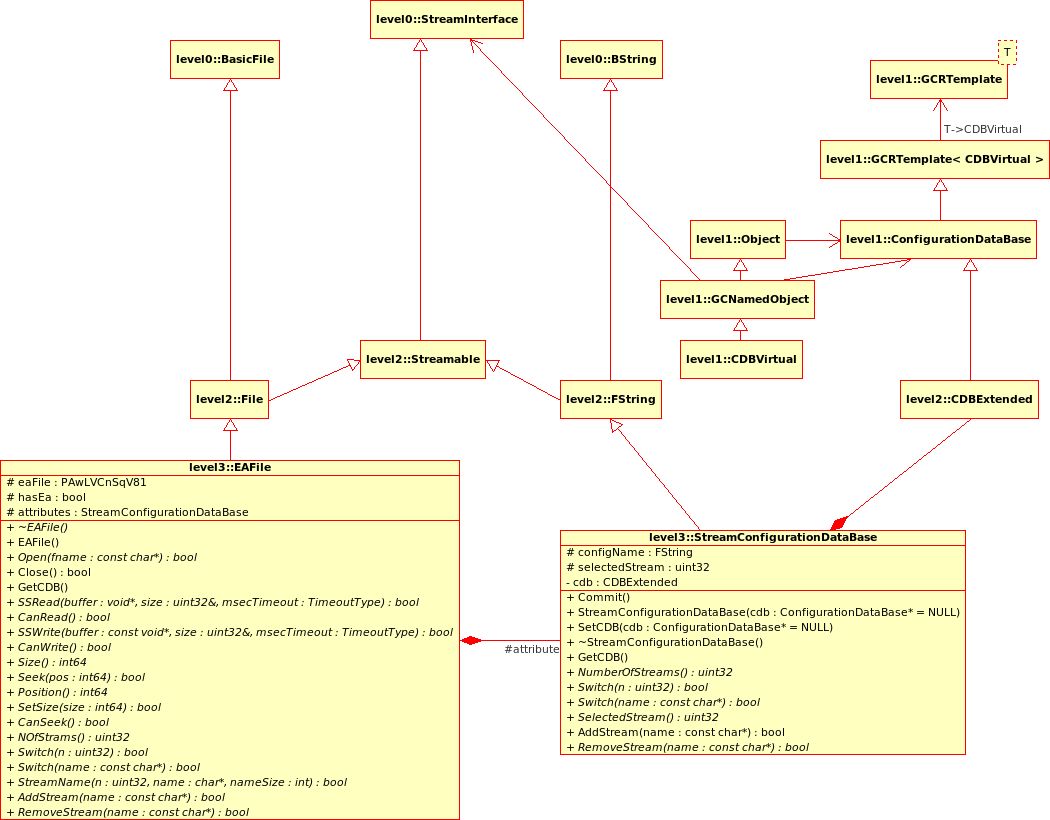 level0::StreamInterface
level0::BasicFile
level0::BString
T
level1::GCRTemplate
T->CDBVirtual
level1::GCRTemplate< CDBVirtual >
level1::Object
level1::ConfigurationDataBase
level1::GCNamedObject
level2::Streamable
level1::CDBVirtual
level2::File
level2::FString
level2::CDBExtended
level3::EAFile
# eaFile : PAwLVCnSqV81
# hasEa : bool
# attributes : StreamConfigurationDataBase
+ ~EAFile()
+ EAFile()
+ Open(fname : const char*) : bool
+ Close() : bool
+ GetCDB()
+ SSRead(buffer : void*, size : uint32&, msecTimeout : TimeoutType) : bool
+ CanRead() : bool
+ SSWrite(buffer : const void*, size : uint32&, msecTimeout : TimeoutType) : bool
+ CanWrite() : bool
+ Size() : int64
+ Seek(pos : int64) : bool
+ Position() : int64
+ SetSize(size : int64) : bool
+ CanSeek() : bool
+ NOfStrams() : uint32
+ Switch(n : uint32) : bool
+ Switch(name : const char*) : bool
+ StreamName(n : uint32, name : char*, nameSize : int) : bool
+ AddStream(name : const char*) : bool
+ RemoveStream(name : const char*) : bool
#attribute
level3::StreamConfigurationDataBase
# configName : FString
# selectedStream : uint32
- cdb : CDBExtended
+ Commit()
+ StreamConfigurationDataBase(cdb : ConfigurationDataBase* = NULL)
+ SetCDB(cdb : ConfigurationDataBase* = NULL)
+ ~StreamConfigurationDataBase()
+ GetCDB()
+ NumberOfStreams() : uint32
+ Switch(n : uint32) : bool
+ Switch(name : const char*) : bool
+ SelectedStream() : uint32
+ AddStream(name : const char*) : bool
+ RemoveStream(name : const char*) : bool